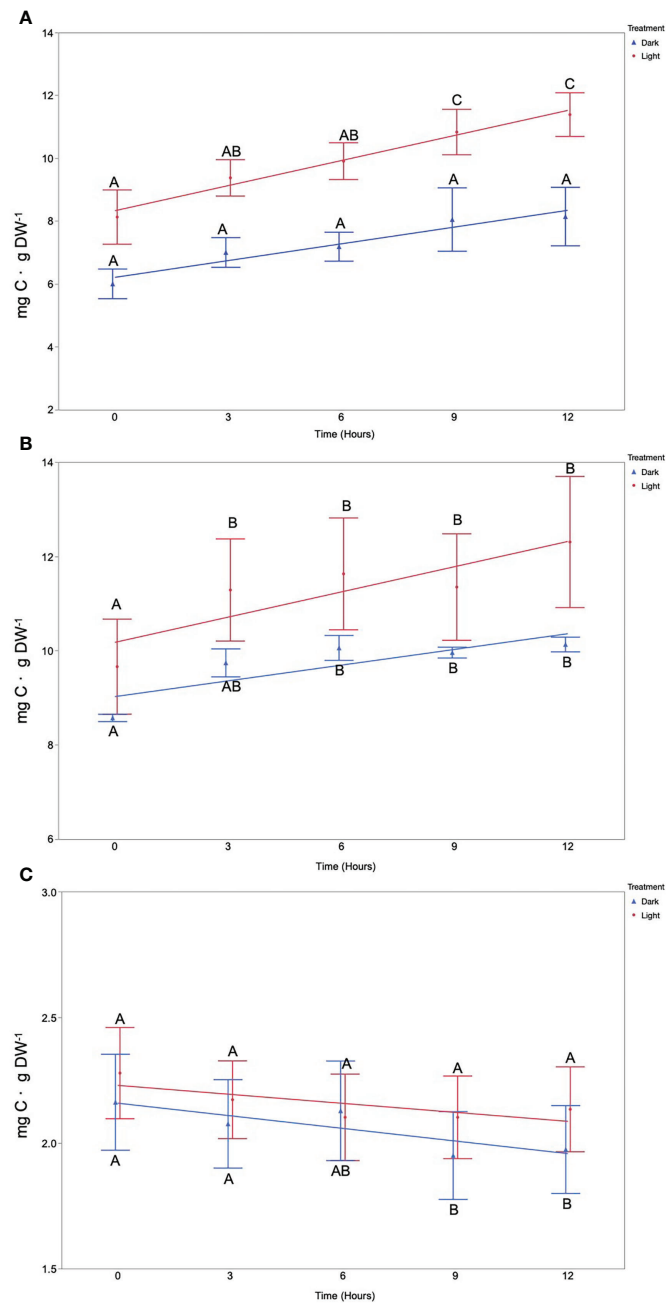 A
Treatment
Dark
Light
14
12
10
8
6
4
2
mg C · g DW-1
A
AB
AB
C
C
A
A
A
A
A
0 3 6 9 12
Time (Hours)
B
Treatment
Dark
Light
14
12
10
8
6
mg C · g DW-1
A
B
B
B
B
A
AB
B
B
B
0 3 6 9 12
Time (Hours)
C
Treatment
Dark
Light
3.0
2.5
2.0
1.5
mg C · g DW-1
A
A
A
A
A
A
A
AB
B
B
0 3 6 9 12
Time (Hours)